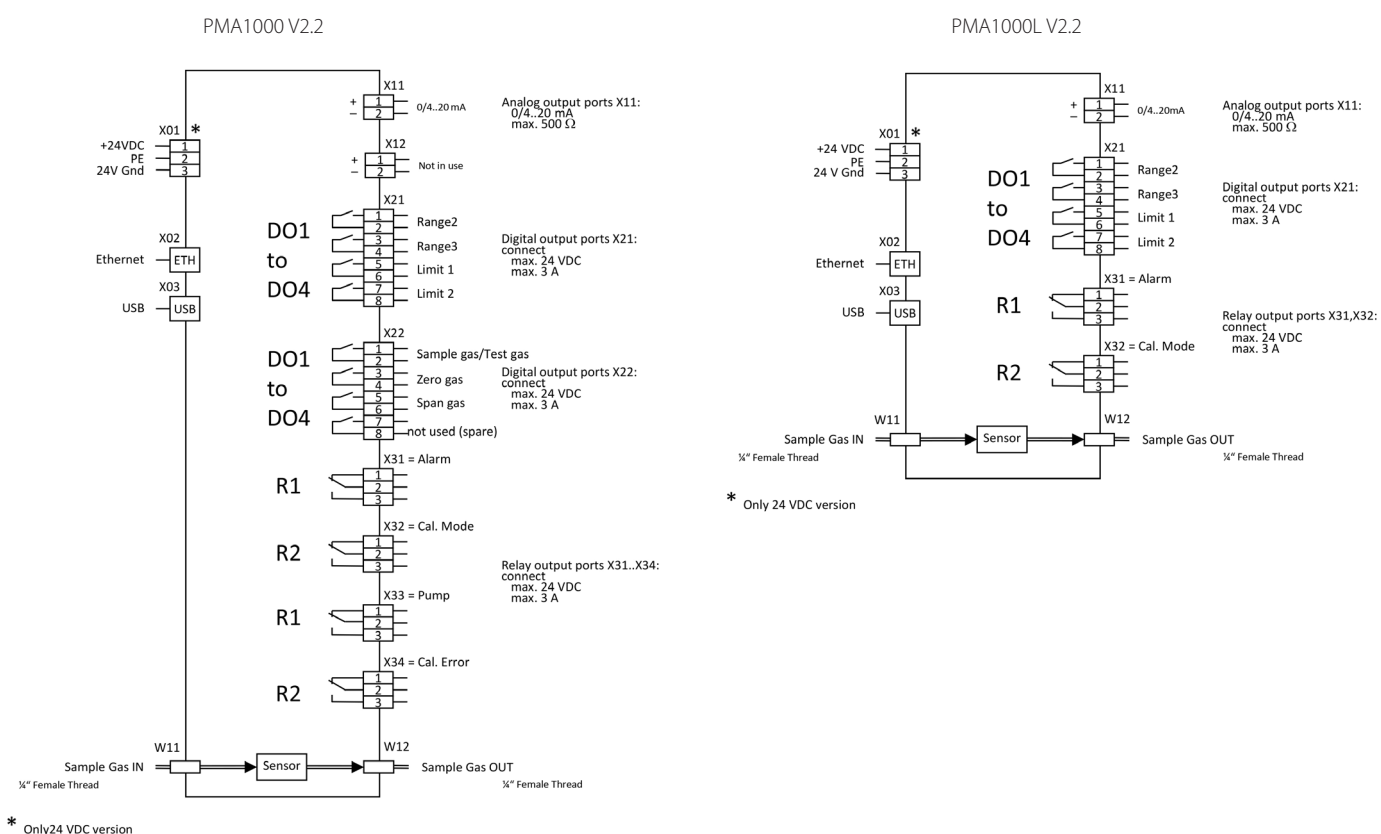 PMA1000 V2.2
X11
+ 1 0/4..20 mA
– 2
Analog output ports X11:
0/4..20 mA
max. 500 Ω
X01 *
+24VDC 1
PE 2
24V Gnd 3
X12
+ 1
– 2
Not in use
X21
DO1
to
DO4
1
2
Range2
3
4
Range3
5
6
Limit 1
7
8
Limit 2
Digital output ports X21:
connect
max. 24 VDC
max. 3 A
X02
Ethernet ETH
X03
USB USB
X22
DO1
to
DO4
1
2
Sample gas/Test gas
3
4
Zero gas
5
6
Span gas
7
8
not used (spare)
Digital output ports X22:
connect
max. 24 VDC
max. 3 A
X31 = Alarm
R1
1
2
3
X32 = Cal. Mode
R2
1
2
3
Relay output ports X31..X34:
connect
max. 24 VDC
max. 3 A
X33 = Pump
R1
1
2
3
X34 = Cal. Error
R2
1
2
3
W11
Sample Gas IN
¼“ Female Thread
Sensor
W12
Sample Gas OUT
¼“ Female Thread
* Only24 VDC version
PMA1000L V2.2
X11
+ 1 0/4..20mA
– 2
Analog output ports X11:
0/4..20 mA
max. 500 Ω
X01 *
+24 VDC 1
PE 2
24 V Gnd 3
X21
DO1
to
DO4
1
2
Range2
3
4
Range3
5
6
Limit 1
7
8
Limit 2
Digital output ports X21:
connect
max. 24 VDC
max. 3 A
X02
Ethernet ETH
X03
USB USB
X31 = Alarm
R1
1
2
3
Relay output ports X31,X32:
connect
max. 24 VDC
max. 3 A
X32 = Cal. Mode
R2
1
2
3
W11
Sample Gas IN
¼“ Female Thread
Sensor
W12
Sample Gas OUT
¼“ Female Thread
* Only 24 VDC version